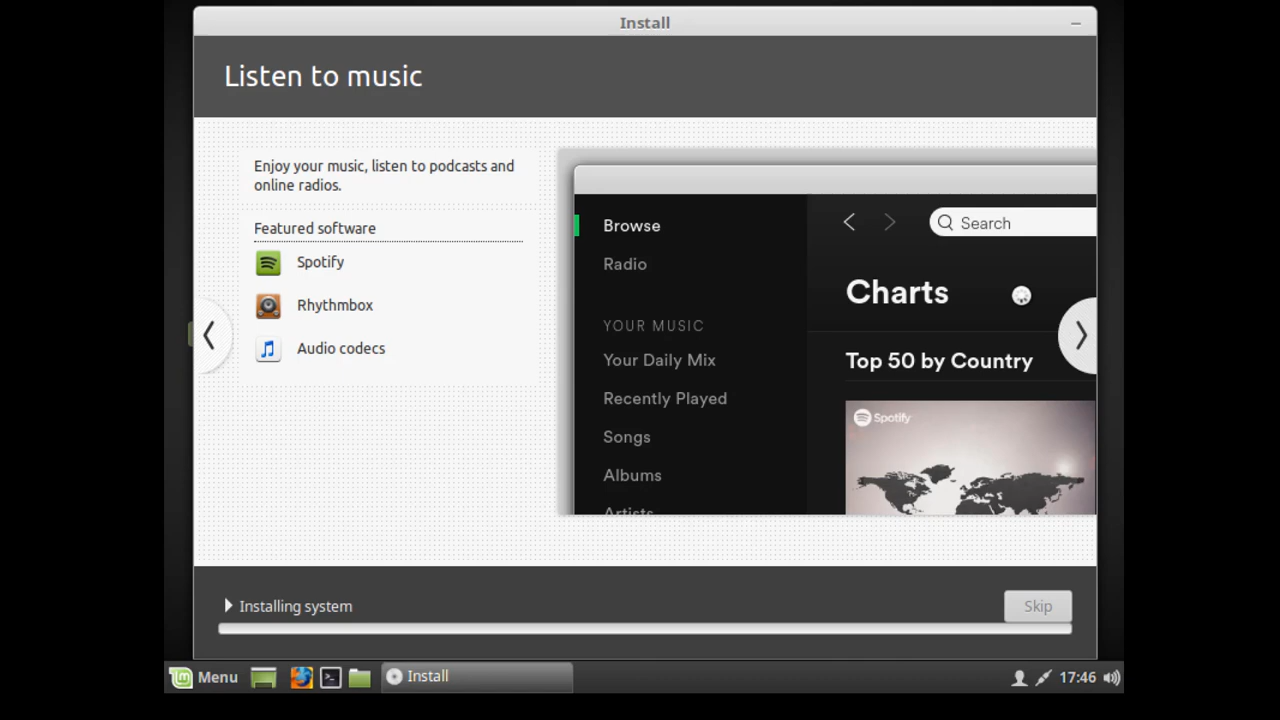 Install
Listen to music
Enjoy your music, listen to podcasts and
online radios.
Featured software
Spotify
Rhythmbox
Audio codecs
Browse
Radio
YOUR MUSIC
Your Daily Mix
Recently Played
Songs
Albums
Artists
Search
Charts
Top 50 by Country
Spotify
Installing system
Skip
Menu
Install
17:46